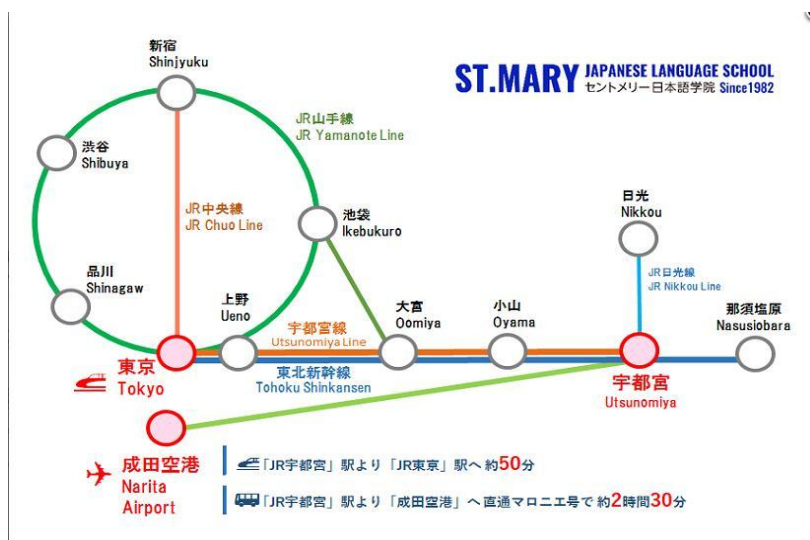 新宿
Shinjyuku
ST.MARY JAPANESE LANGUAGE SCHOOL
セントメリー日本語学院 Since1982
JR山手線
JR Yamanote Line
渋谷
Shibuya
JR中央線
JR Chuo Line
池袋
Ikebukuro
日光
Nikkou
品川
Shinagaw
上野
Ueno
大宮
Oomiya
小山
Oyama
JR日光線
JR Nikkou Line
那須塩原
Nasusiobara
宇都宮線
Utsunomiya Line
東京
Tokyo
東北新幹線
Tohoku Shinkansen
宇都宮
Utsunomiya
成田空港
Narita
Airport
「JR宇都宮」駅より「JR東京」駅へ 約50分
「JR宇都宮」駅より「成田空港」へ 直通マロニエ号で 約2時間30分